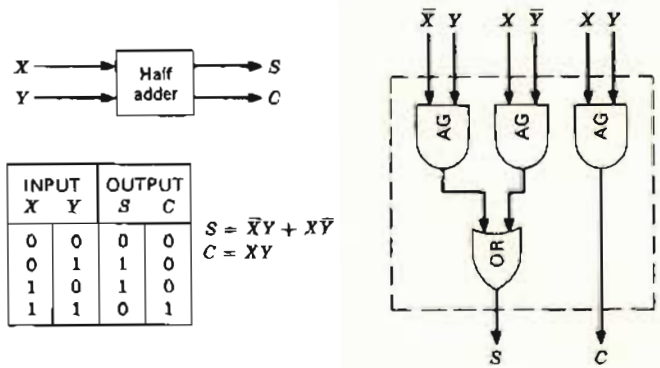 X
Y
Half
adder
S
C
INPUT OUTPUT
X Y S C
0 0 0 0
0 1 1 0
1 0 1 0
1 1 0 1
S = X̅Y + XY̅
C = XY
X̅ Y X Y̅ X Y
AG AG AG
OR
S C